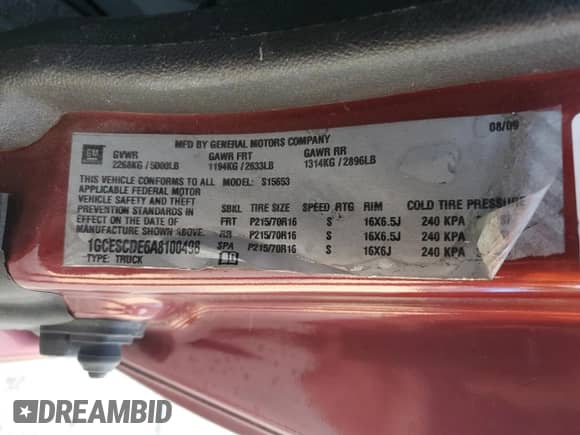 MFD BY GENERAL MOTORS COMPANY 08/09
GM GVWR GAWR FRT GAWR RR
2268KG / 5000LB 1194KG / 2633LB 1314KG / 2896LB
THIS VEHICLE CONFORMS TO ALL MODEL: S15653
APPLICABLE FEDERAL MOTOR
VEHICLE SAFETY AND THEFT SBKL TIRE SIZE SPEED RTG RIM COLD TIRE PRESSURE
PREVENTION STANDARDS IN FRT P215/70R16 S 16X6.5J 240 KPA
EFFECT ON THE DATE OF RR P215/70R16 S 16X6.5J 240 KPA
MANUFACTURE SHOWN ABOVE. SPA P215/70R16 S 16X6J 240 KPA
1GCESCDE6A8100498
TYPE: TRUCK
DREAMBID